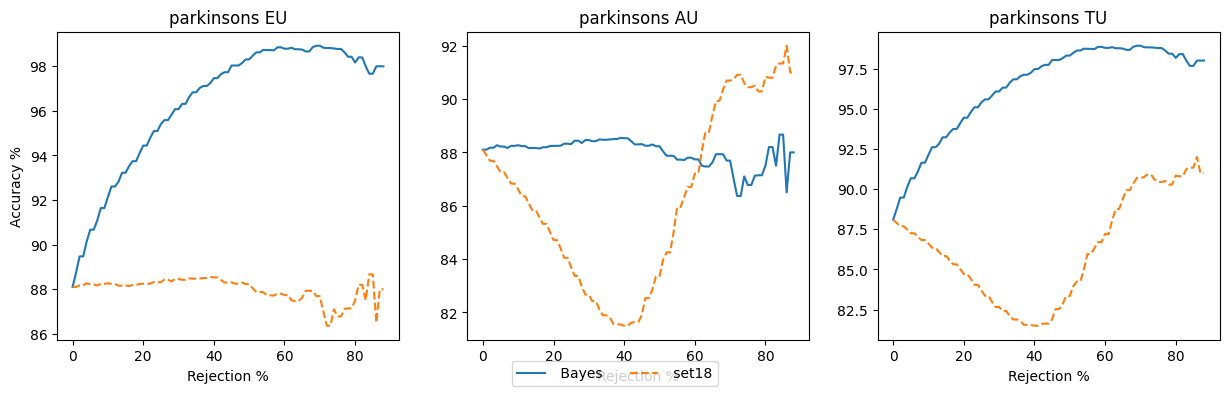 parkinsons EU
parkinsons AU
parkinsons TU
Accuracy %
98
96
94
92
90
88
86
92
90
88
86
84
82
97.5
95.0
92.5
90.0
87.5
85.0
82.5
0 20 40 60 80
0 20 40 60 80
0 20 40 60 80
Rejection %
Rejection %
Rejection %
Bayes
set18